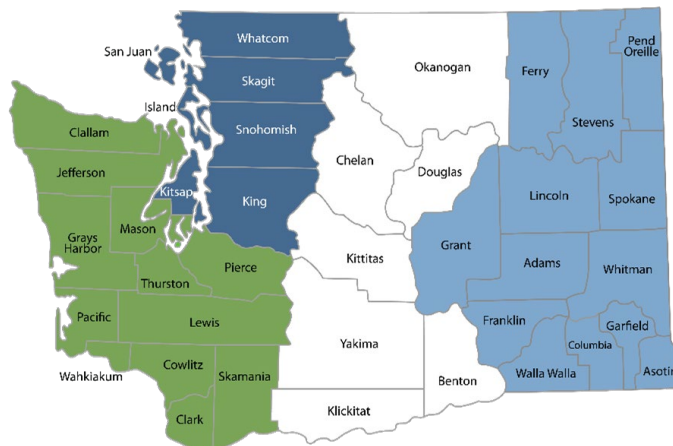 Whatcom
San Juan
Skagit
Island
Snohomish
Okanogan
Ferry
Pend
Oreille
Stevens
Clallam
Jefferson
Kitsap
King
Chelan
Douglas
Lincoln
Spokane
Grays
Harbor
Mason
Grant
Kittitas
Pierce
Adams
Whitman
Thurston
Pacific
Lewis
Yakima
Franklin
Garfield
Columbia
Wahkiakum
Cowlitz
Skamania
Benton
Walla Walla
Asotin
Clark
Klickitat